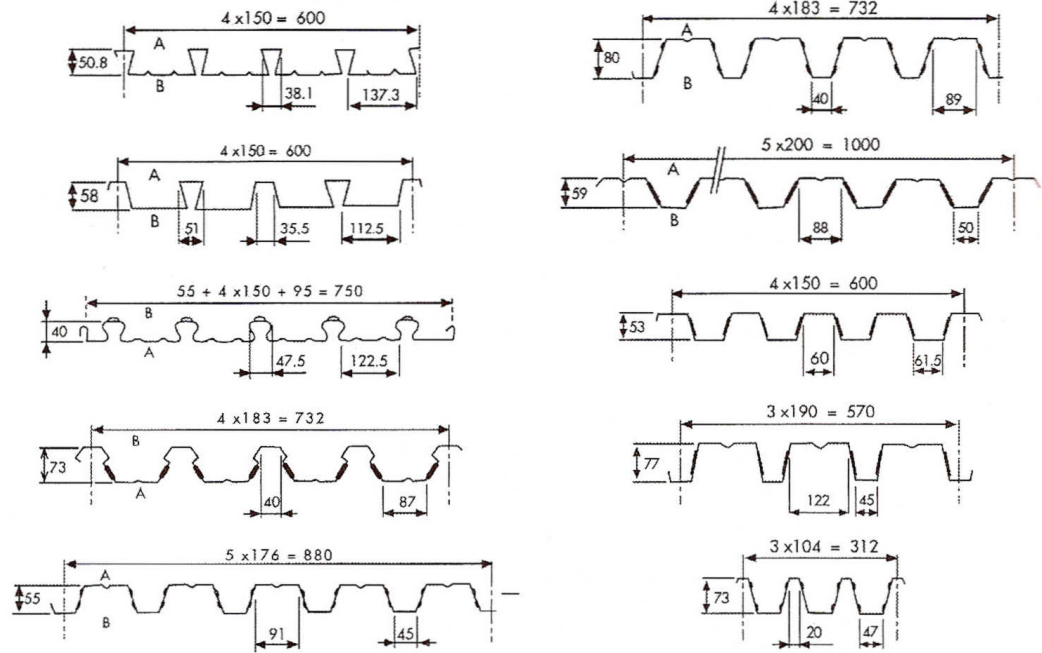 4 x150 = 600
A
50.8
B
38.1
137.3
4 x150 = 600
A
58
B
51
35.5
112.5
55 + 4 x150 + 95 = 750
B
40
A
47.5
122.5
4 x183 = 732
B
73
A
40
87
5 x176 = 880
A
55
B
91
45
4 x183 = 732
A
80
B
40
89
5 x200 = 1000
A
59
B
88
50
4 x150 = 600
53
60
61.5
3 x190 = 570
77
122
45
3 x104 = 312
73
20
47